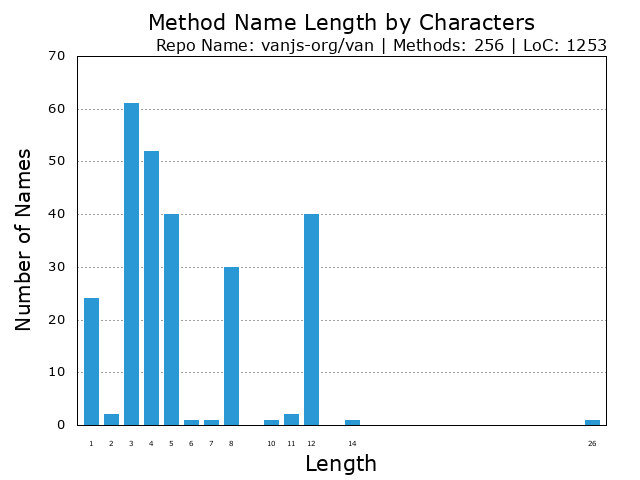 Method Name Length by Characters
Repo Name: vanjs-org/van | Methods: 256 | LoC: 1253
70
60
50
40
30
20
10
0
Number of Names
1 2 3 4 5 6 7 8 10 11 12 14 26
Length